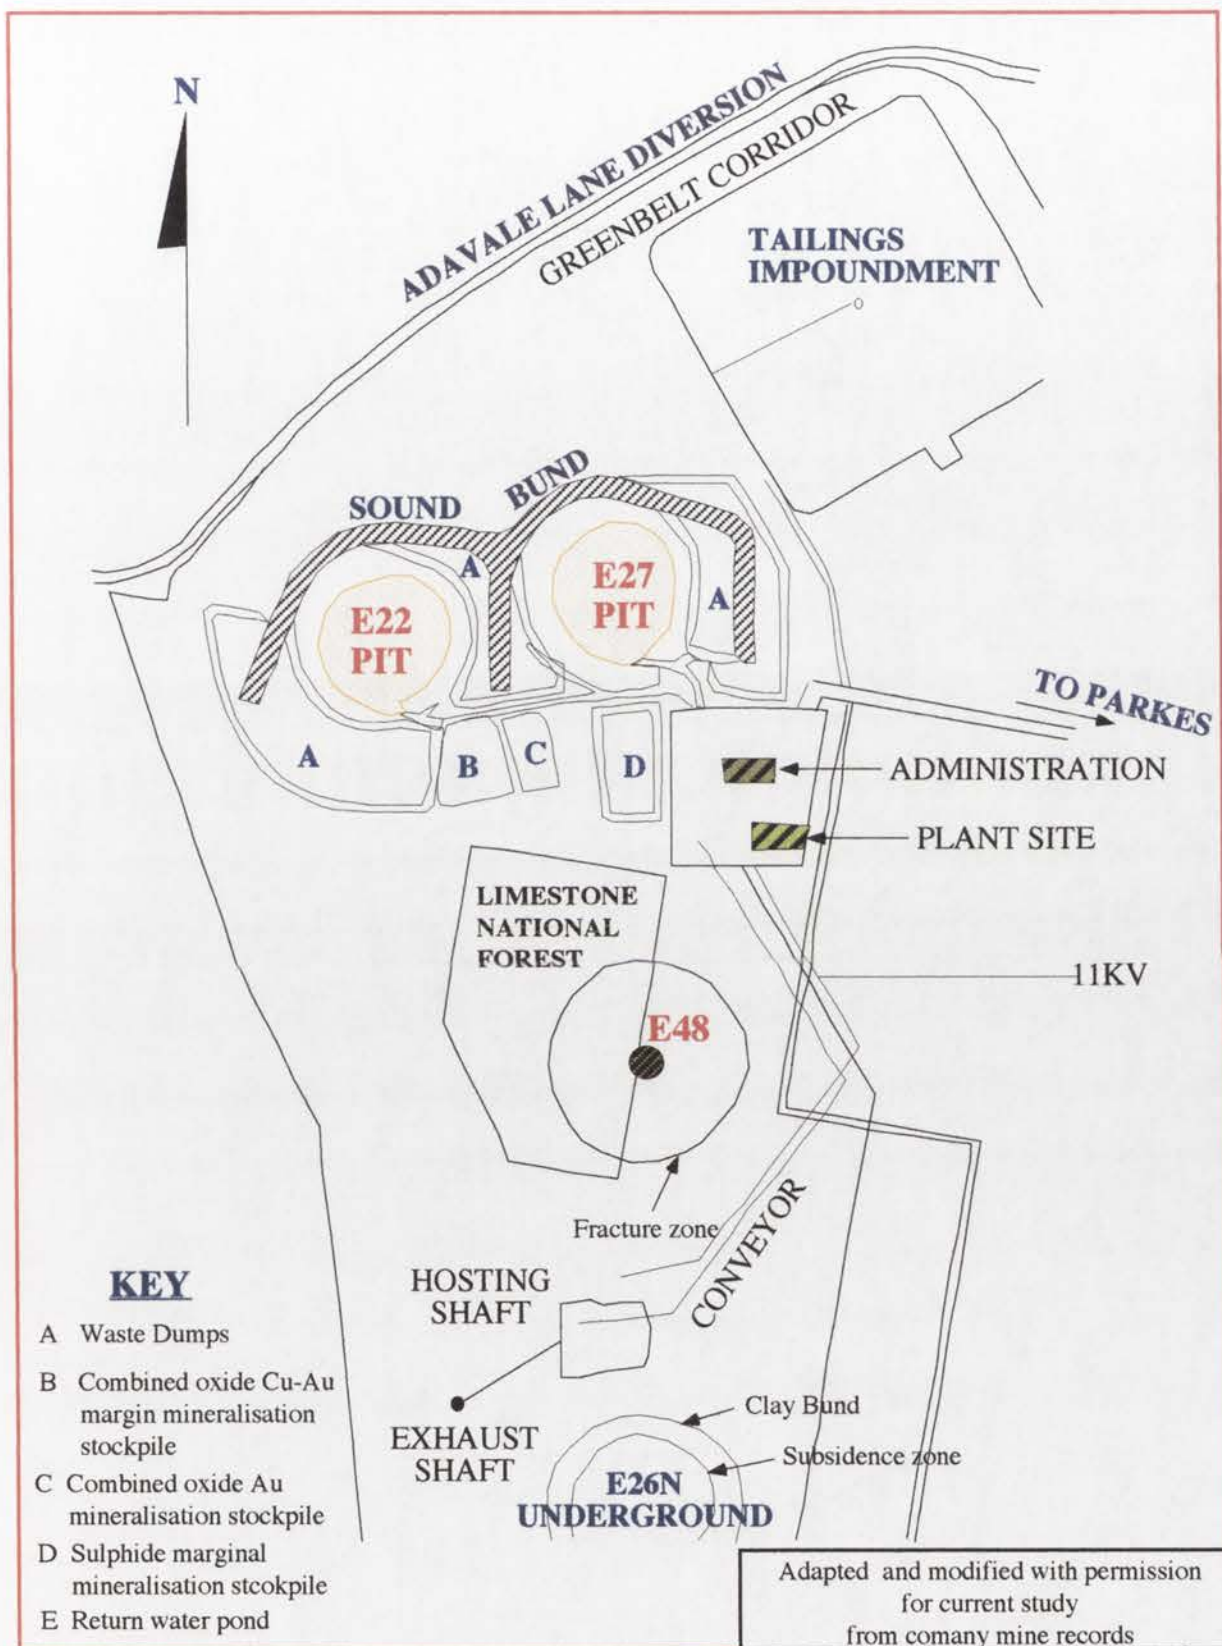 N
ADAVALE LANE DIVERSION
GREENBELT CORRIDOR
TAILINGS
IMPOUNDMENT
SOUND BUND
A
E27
PIT
A
E22
PIT
TO PARKES
A
B
C
D
ADMINISTRATION
PLANT SITE
LIMESTONE
NATIONAL
FOREST
11KV
E48
Fracture zone
CONVEYOR
HOSTING
SHAFT
EXHAUST
SHAFT
Clay Bund
Subsidence zone
E26N
UNDERGROUND
KEY
A Waste Dumps
B Combined oxide Cu-Au
margin mineralisation
stockpile
C Combined oxide Au
mineralisation stockpile
D Sulphide marginal
mineralisation stcokpile
E Return water pond
Adapted and modified with permission
for current study
from comany mine records